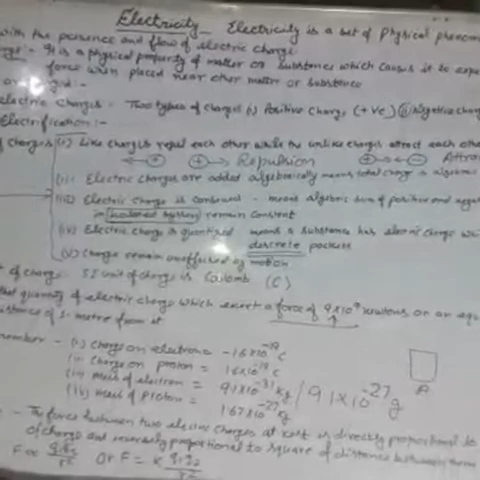 Electricity - Electricity is a set of Physical phenom
with the presence and flow of electric charge
:- It is a physical property of matter or substance which causes it to expe
force when placed near other matter or substance
electric charges - Two types of charges (i) Positive charge (+ve) (ii) Negative charg
Electrification :-
of charges (i) Like charges repel each other while the unlike charges attract each othe
Repulsion Attra
(ii) Electric charges are added algebraically means total charge is algebraic
(iii) Electric charge is conserved - means algebric sum of positive and nega
in isolated system remain constant
(iv) Electric charge is quantized means a substance has electric charge whi
discrete packets
(v) Charge remain unaffected by motion
of charge SI unit of charge is Coulomb (C)
that quantity of electric charge which exert a force of 9×10⁹ newtons on an equ
distance of 1 metre from it
member - (i) Charge on electron = -1.6×10⁻¹⁹ C
(ii) Charge on proton = 1.6×10⁻¹⁹ C
(iii) Mass of electron = 9.1×10⁻³¹ kg / 9.1×10⁻²⁷ g
(iv) Mass of Proton = 1.67×10⁻²⁷ kg
A
- The force between two electric charges at rest is directly proportional to
of charge and inversely proportional to square of distance between them
F ∝ q₁q₂/r² Or F = k q₁q₂/r²